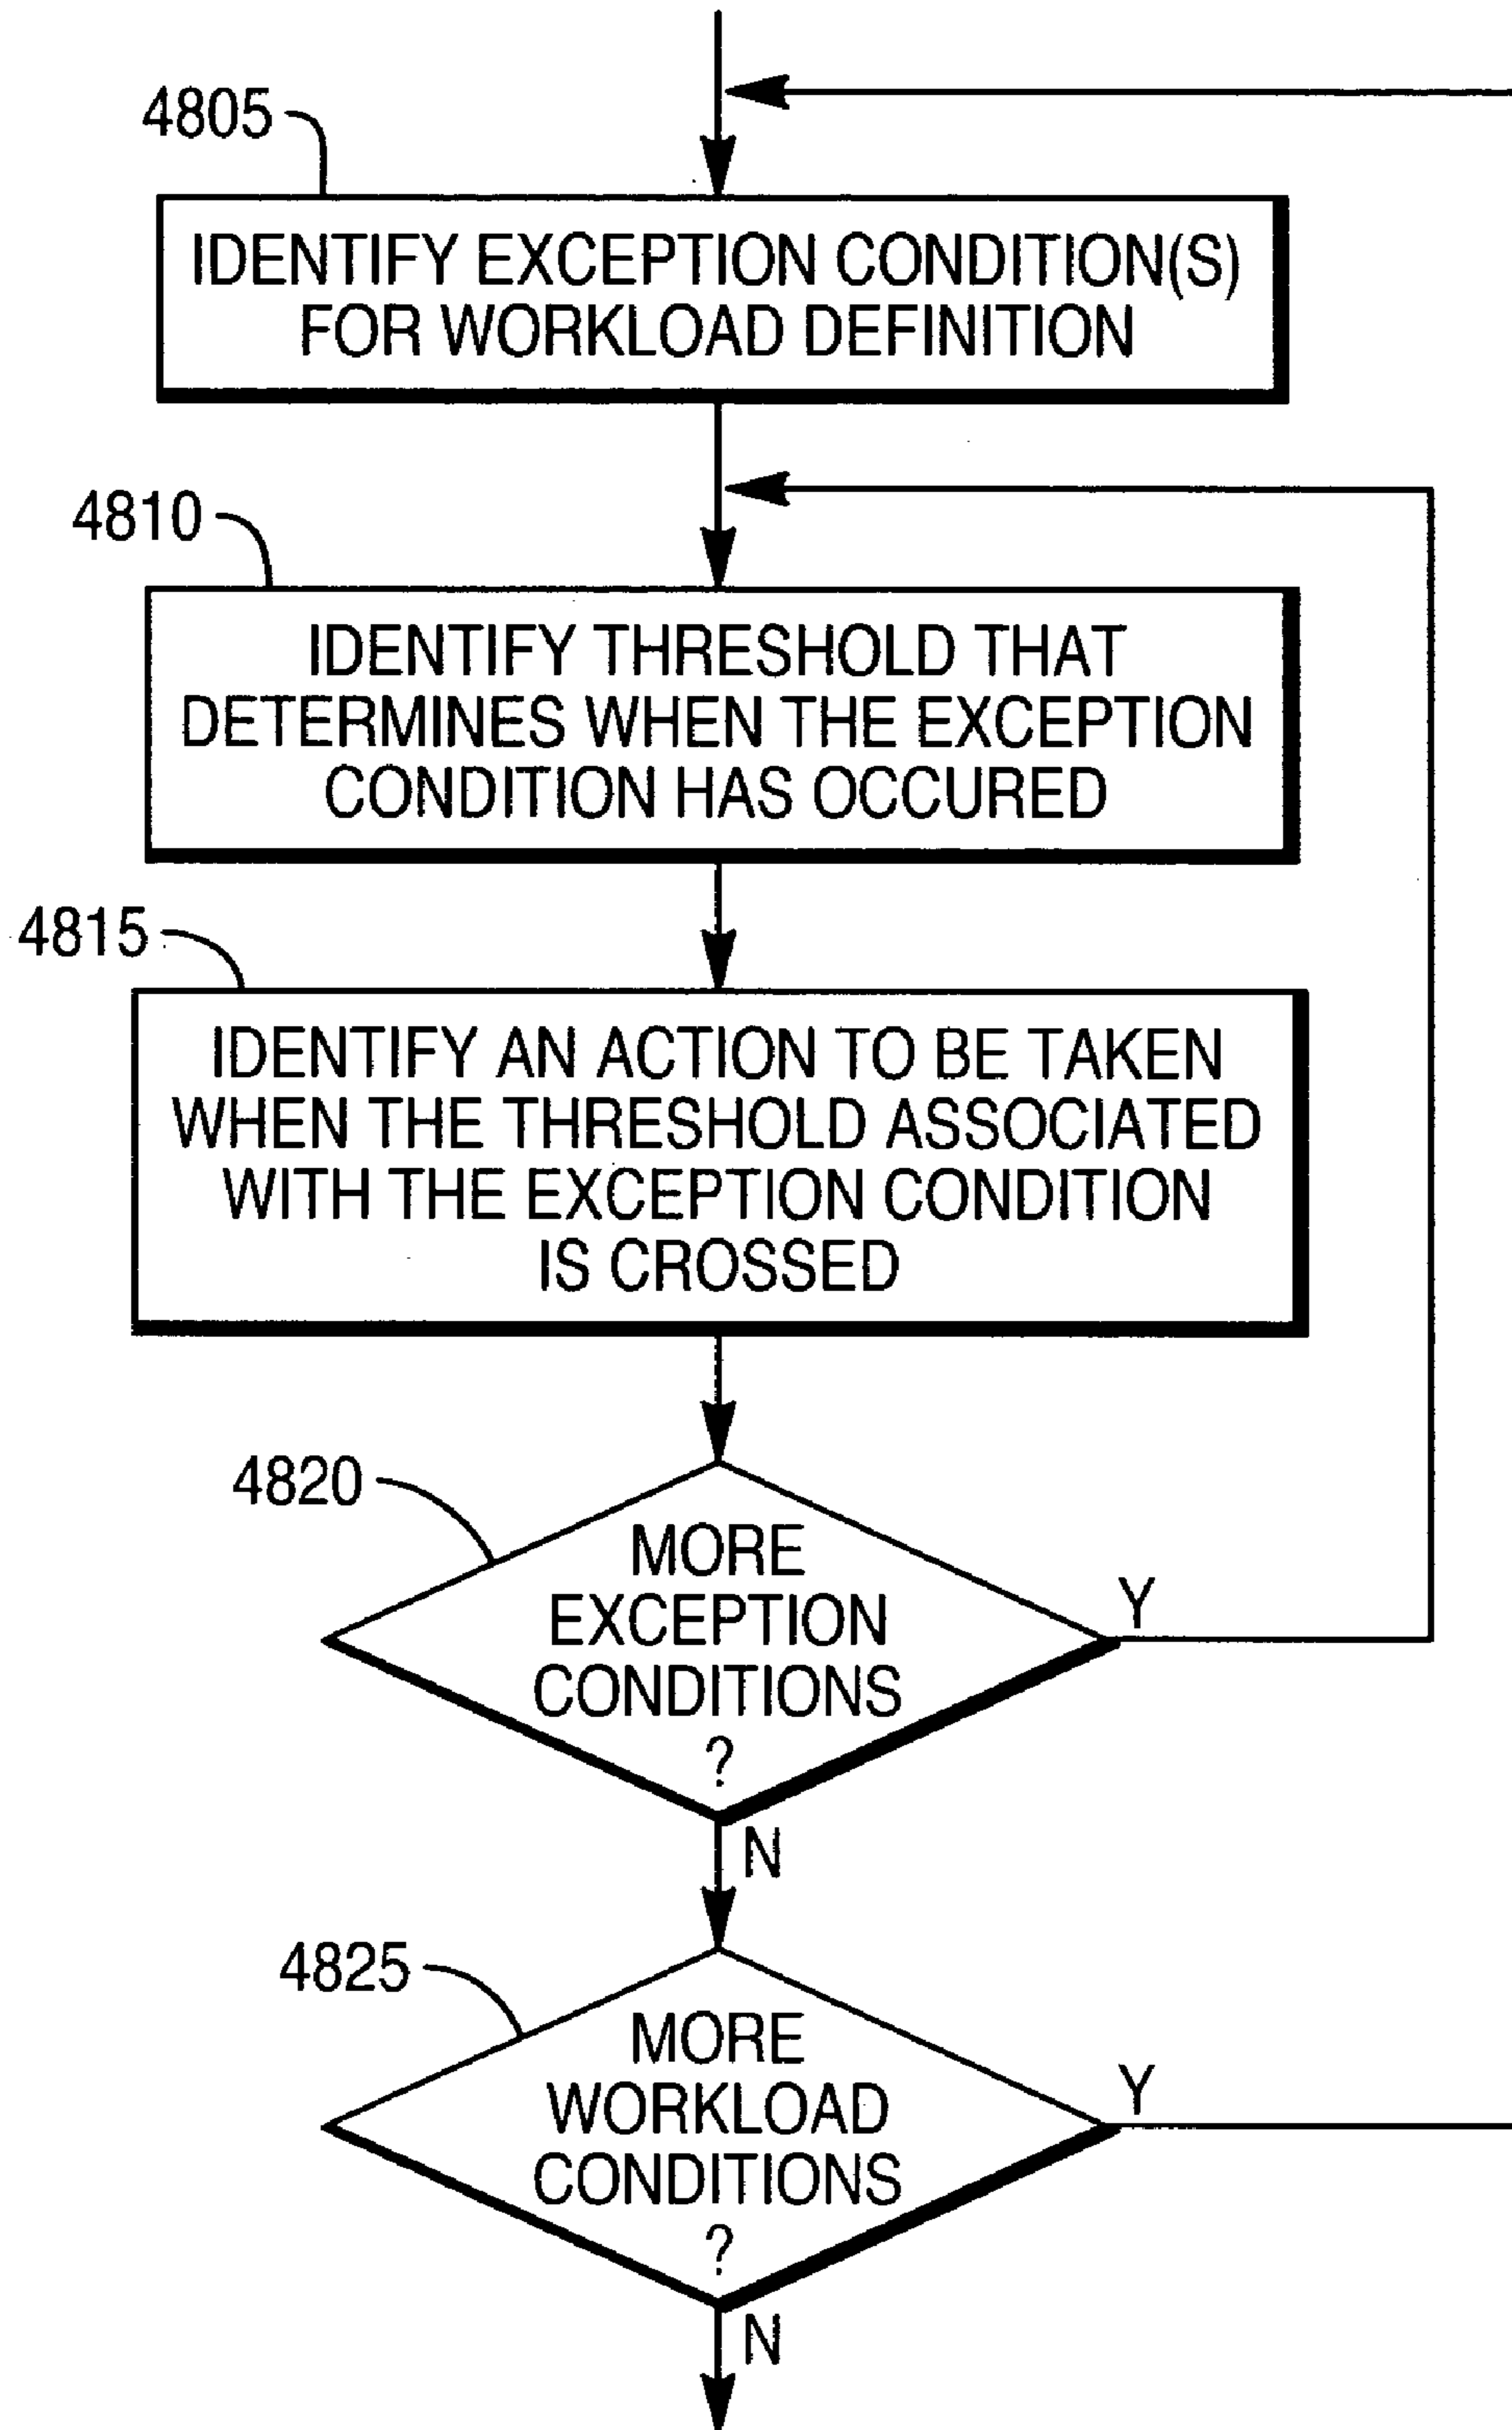 4805
IDENTIFY EXCEPTION CONDITION(S)
FOR WORKLOAD DEFINITION
4810
IDENTIFY THRESHOLD THAT
DETERMINES WHEN THE EXCEPTION
CONDITION HAS OCCURED
4815
IDENTIFY AN ACTION TO BE TAKEN
WHEN THE THRESHOLD ASSOCIATED
WITH THE EXCEPTION CONDITION
IS CROSSED
4820
MORE
EXCEPTION
CONDITIONS
?
Y
N
4825
MORE
WORKLOAD
CONDITIONS
?
Y
N